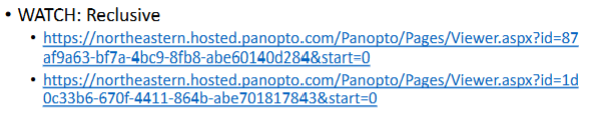 • WATCH: Reclusive
• https://northeastern.hosted.panopto.com/Panopto/Pages/Viewer.aspx?id=87
af9a63-bf7a-4bc9-8fb8-abe60140d284&start=0
• https://northeastern.hosted.panopto.com/Panopto/Pages/Viewer.aspx?id=1d
0c33b6-670f-4411-864b-abe701817843&start=0